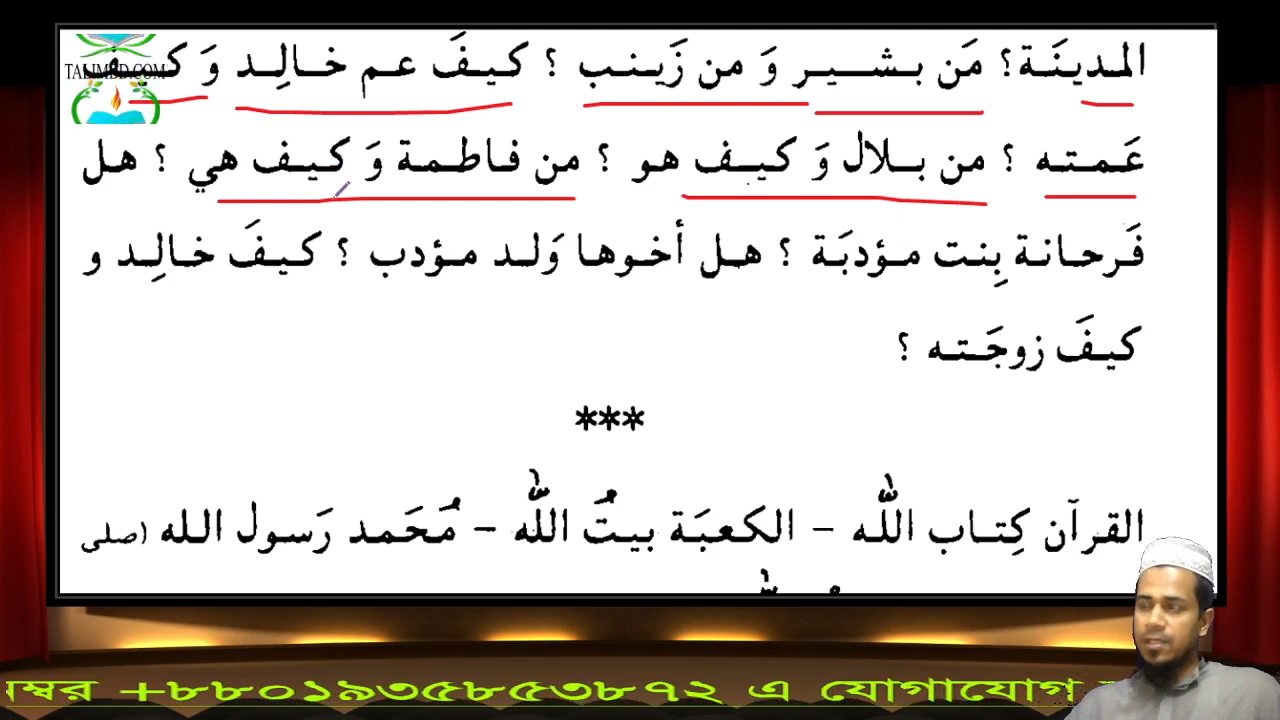 المدينَة؟ مَن بشير وَ من زَينب ؟ كيفَ عم خالِد وَ
TALIMBD.COM
عَمته ؟ من بلال وَ كيف هو ؟ من فاطمة وَ كيف هي ؟ هل
فَرحانة بِنت مؤدبَة ؟ هل أخوها وَلد مؤدب ؟ كيفَ خالِد و
كيفَ زوجَته ؟
***
القرآن كِتاب اللّٰه – الكعبَة بيتُ اللّٰه – مُحَمد رَسول الله (صلى
ম্বর +৮৮০১৯৩৫৮৫৩৮৭২ এ যোগাযোগ